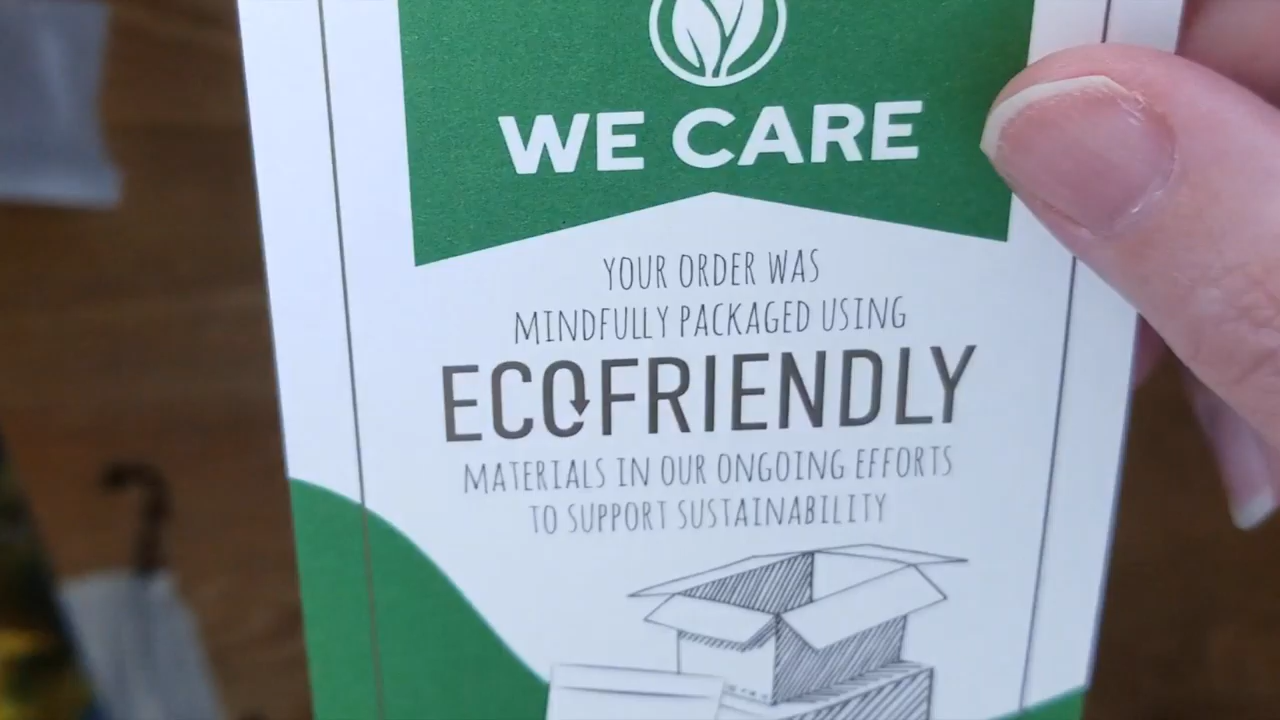 WE CARE
YOUR ORDER WAS
MINDFULLY PACKAGED USING
ECOFRIENDLY
MATERIALS IN OUR ONGOING EFFORTS
TO SUPPORT SUSTAINABILITY